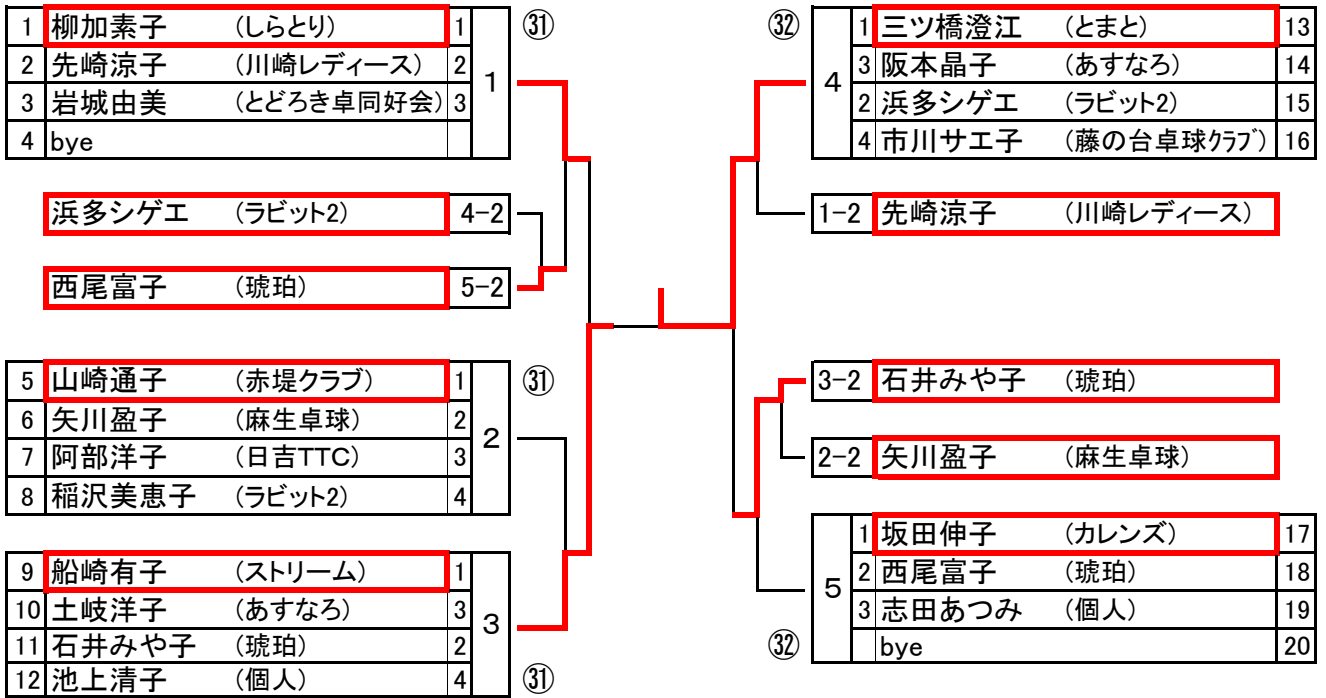 1 柳加素子 (しらとり) 1 ㉛
2 先崎涼子 (川崎レディース) 2
1
3 岩城由美 (とどろき卓同好会) 3
4 bye
浜多シゲエ (ラビット2) 4-2
西尾富子 (琥珀) 5-2
5 山崎通子 (赤堤クラブ) 1 ㉛
6 矢川盈子 (麻生卓球) 2
2
7 阿部洋子 (日吉TTC) 3
8 稲沢美恵子 (ラビット2) 4
9 船崎有子 (ストリーム) 1
10 土岐洋子 (あすなろ) 3
3
11 石井みや子 (琥珀) 2
12 池上清子 (個人) 4 ㉛
㉜ 1 三ツ橋澄江 (とまと) 13
3 阪本晶子 (あすなろ) 14
4
2 浜多シゲエ (ラビット2) 15
4 市川サエ子 (藤の台卓球クラブ) 16
1-2 先崎涼子 (川崎レディース)
3-2 石井みや子 (琥珀)
2-2 矢川盈子 (麻生卓球)
1 坂田伸子 (カレンズ) 17
2 西尾富子 (琥珀) 18
5
3 志田あつみ (個人) 19
㉜ bye 20